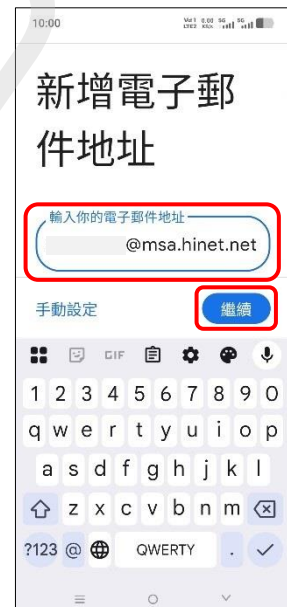 10:00
新增電子郵
件地址
輸入你的電子郵件地址
@msa.hinet.net
手動設定 繼續
GIF
1 2 3 4 5 6 7 8 9 0
q w e r t y u i o p
a s d f g h j k l
z x c v b n m
?123 @ QWERTY .